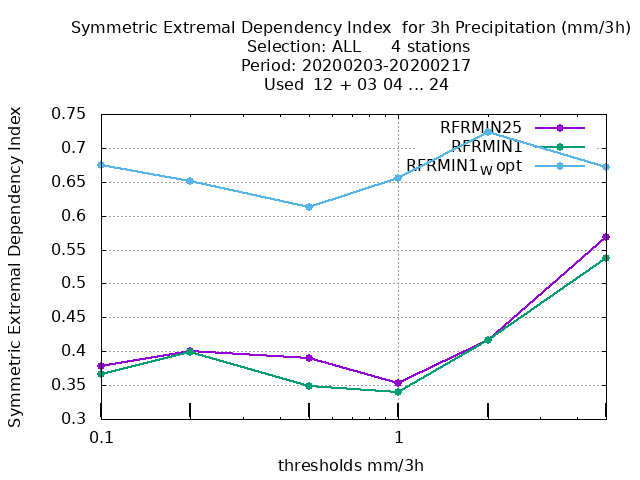 Symmetric Extremal Dependency Index  for 3h Precipitation (mm/3h)
Selection: ALL      4 stations
Period: 20200203-20200217
Used  12 + 03 04 ... 24
Symmetric Extremal Dependency Index
0.75
0.7
0.65
0.6
0.55
0.5
0.45
0.4
0.35
0.3
RFRMIN25
RFRMIN1
RFRMIN1W opt
0.1
1
thresholds mm/3h